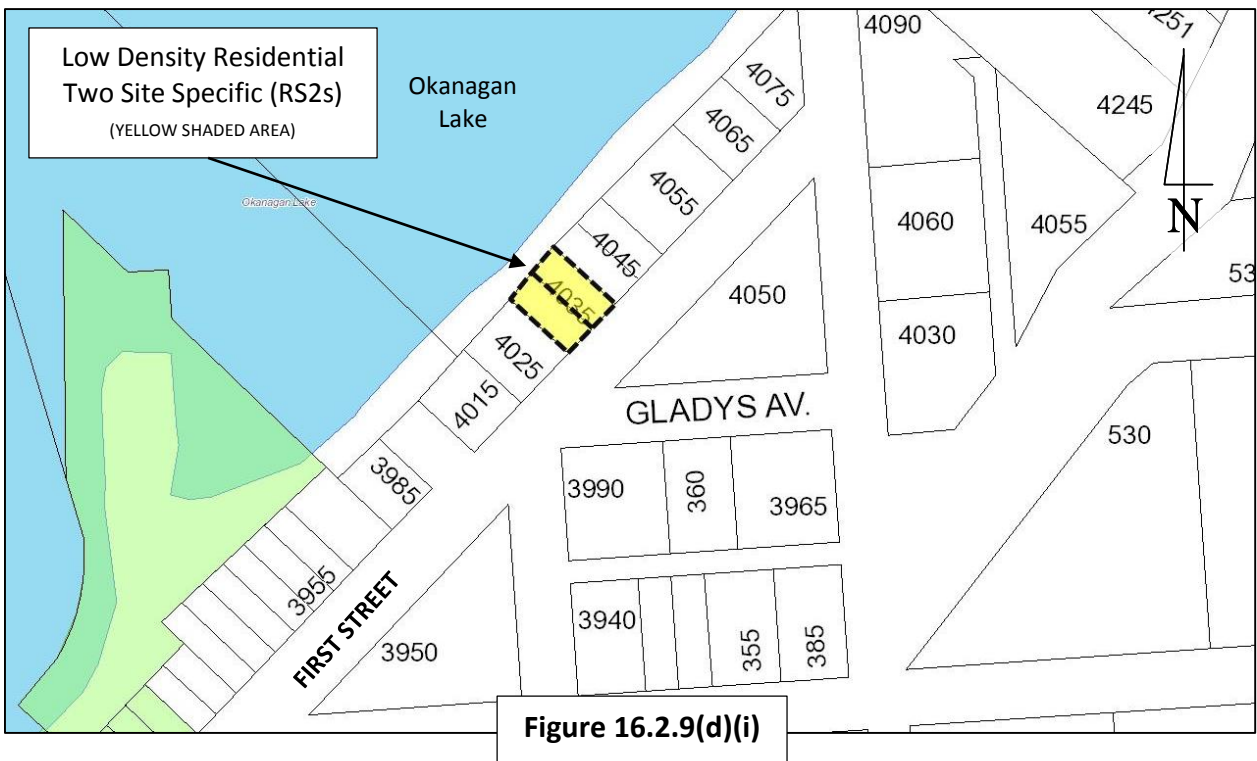 Low Density Residential
Two Site Specific (RS2s)
(YELLOW SHADED AREA)
Okanagan
Lake
Okanagan Lake
4090
4251
4245
4075
4065
4055
4045
4035
4025
4015
3985
3955
4050
4060
4055
4030
N
53
530
GLADYS AV.
3990
360
3965
3940
355
385
FIRST STREET
3950
Figure 16.2.9(d)(i)